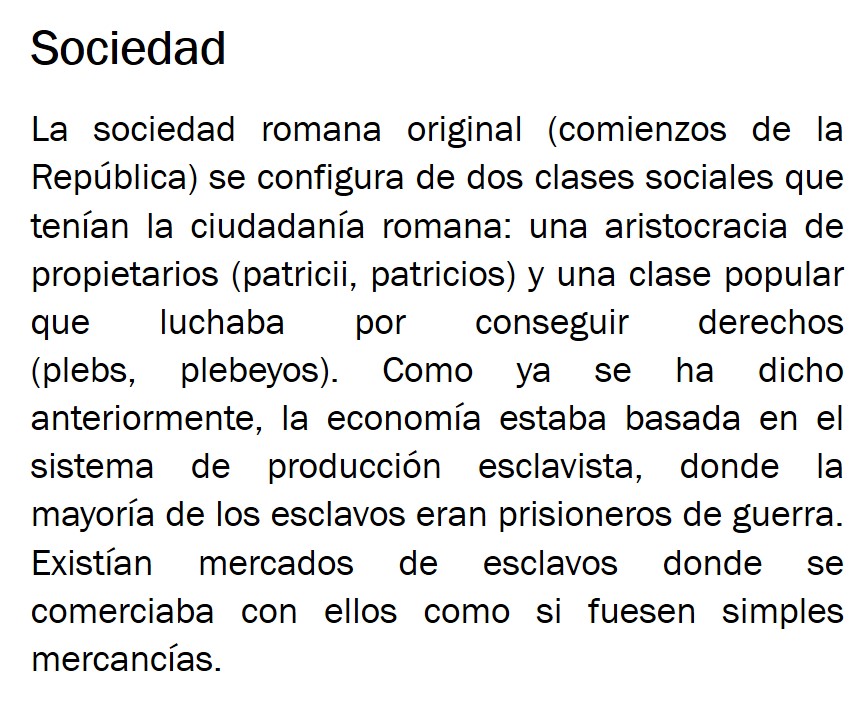 Sociedad
La sociedad romana original (comienzos de la
República) se configura de dos clases sociales que
tenían la ciudadanía romana: una aristocracia de
propietarios (patricii, patricios) y una clase popular
que luchaba por conseguir derechos
(plebs, plebeyos). Como ya se ha dicho
anteriormente, la economía estaba basada en el
sistema de producción esclavista, donde la
mayoría de los esclavos eran prisioneros de guerra.
Existían mercados de esclavos donde se
comerciaba con ellos como si fuesen simples
mercancías.